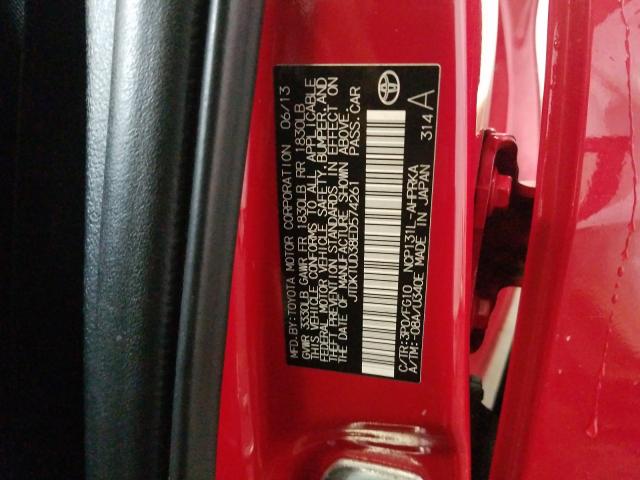 MFD. BY: TOYOTA MOTOR CORPORATION 06/13
GVWR 3330LB GAWR FR 1830LB RR 1830LB
THIS VEHICLE CONFORMS TO ALL APPLICABLE
FEDERAL MOTOR VEHICLE SAFETY, BUMPER, AND
THEFT PREVENTION STANDARDS IN EFFECT ON
THE DATE OF MANUFACTURE SHOWN ABOVE.
JTDKTUD38ED574261 PASS. CAR
C/TR: 3P0/FG10 NCP131L-AHPRKA
A/TM: -08A/U340E MADE IN JAPAN
314 A